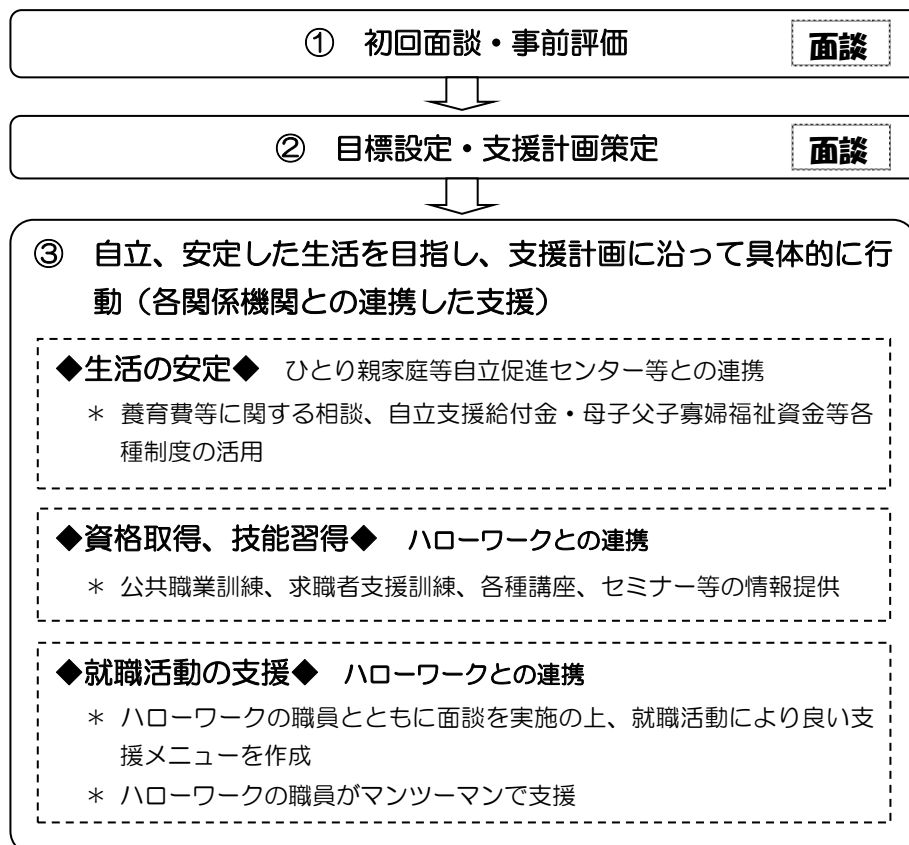 ① 初回面談・事前評価 面談
② 目標設定・支援計画策定 面談
③ 自立、安定した生活を目指し、支援計画に沿って具体的に行
動（各関係機関との連携した支援）
◆生活の安定◆ ひとり親家庭等自立促進センター等との連携
＊ 養育費等に関する相談、自立支援給付金・母子父子寡婦福祉資金等各
種制度の活用
◆資格取得、技能習得◆ ハローワークとの連携
＊ 公共職業訓練、求職者支援訓練、各種講座、セミナー等の情報提供
◆就職活動の支援◆ ハローワークとの連携
＊ ハローワークの職員とともに面談を実施の上、就職活動により良い支
援メニューを作成
＊ ハローワークの職員がマンツーマンで支援